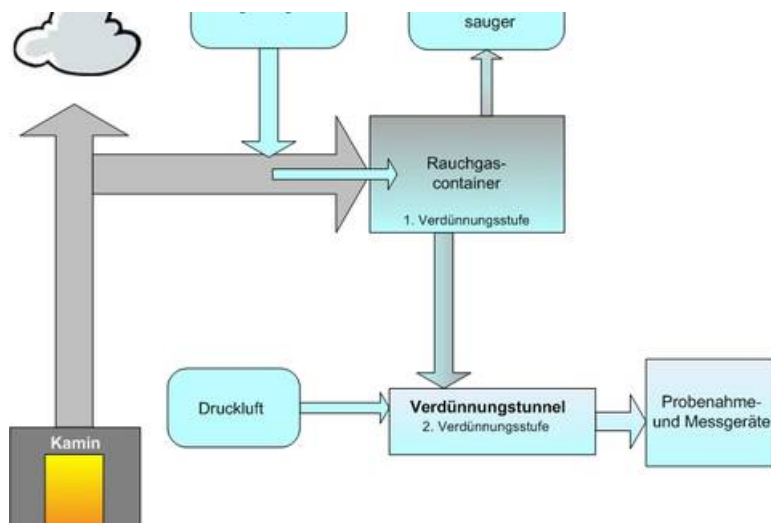 sauger
Rauchgas-
container
1. Verdünnungsstufe
Druckluft
Verdünnungstunnel
2. Verdünnungsstufe
Probenahme-
und Messgeräte
Kamin